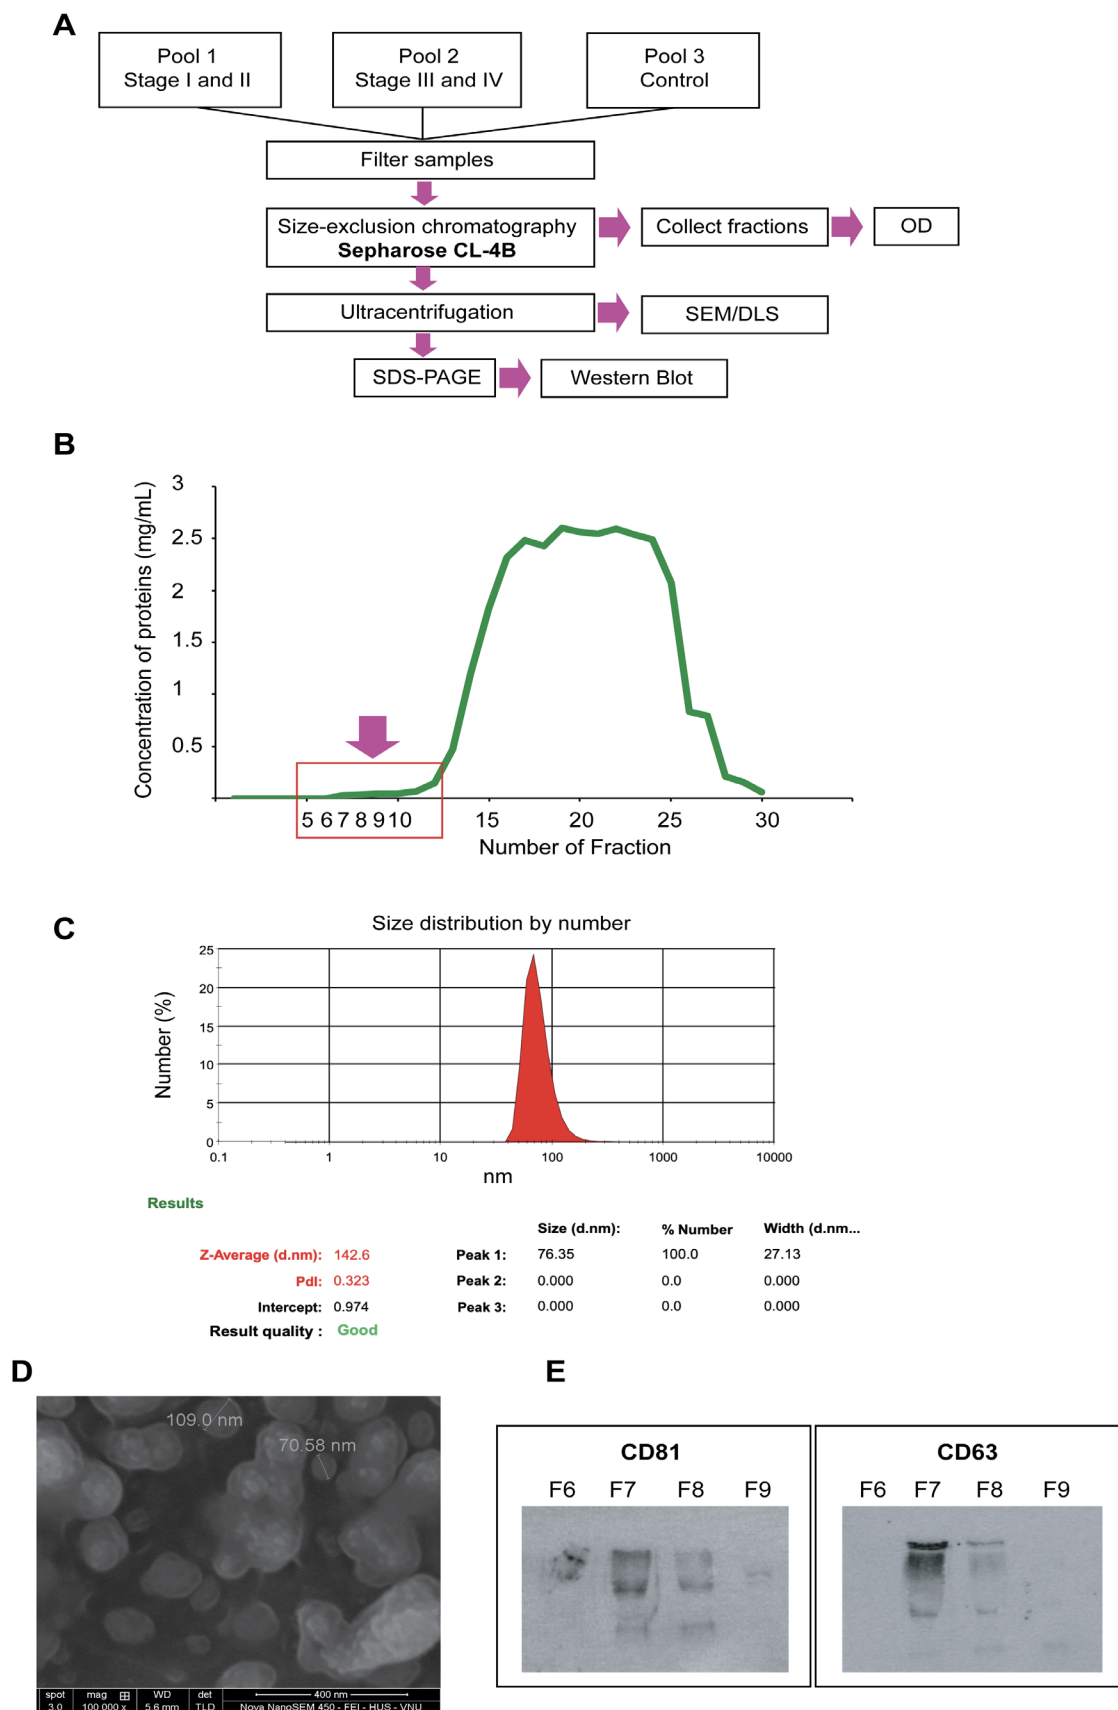 A
Pool 1
Stage I and II
Pool 2
Stage III and IV
Pool 3
Control
Filter samples
Size-exclusion chromatography
Sepharose CL-4B
Collect fractions
OD
Ultracentrifugation
SEM/DLS
SDS-PAGE
Western Blot
B
Concentration of proteins (mg/mL)
3
2.5
2
1.5
1
0.5
5 6 7 8 9 10 15 20 25 30
Number of Fraction
C
Size distribution by number
Number (%)
25
20
15
10
5
0
0.1 1 10 100 1000 10000
nm
Results
Size (d.nm): % Number Width (d.nm...
Z-Average (d.nm): 142.6 Peak 1: 76.35 100.0 27.13
PdI: 0.323 Peak 2: 0.000 0.0 0.000
Intercept: 0.974 Peak 3: 0.000 0.0 0.000
Result quality : Good
D
109.0 nm
70.58 nm
spot mag WD det 400 nm
3.0 100 000 x 5.6 mm TLD Nova NanoSEM 450 - FEI - HUS - VNU
E
CD81
F6 F7 F8 F9
CD63
F6 F7 F8 F9